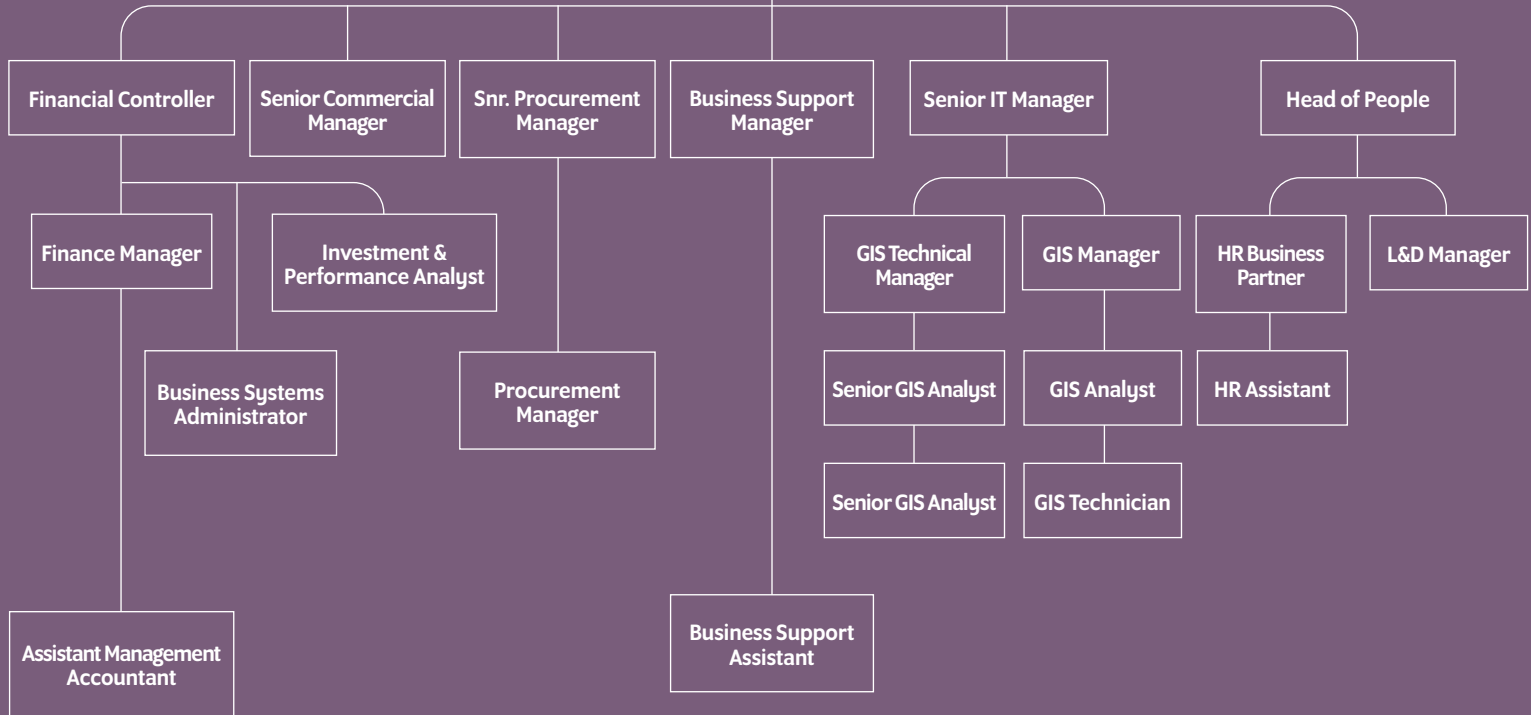 Financial Controller
Senior Commercial
Manager
Snr. Procurement
Manager
Business Support
Manager
Senior IT Manager
Head of People
Finance Manager
Investment &
Performance Analyst
GIS Technical
Manager
GIS Manager
HR Business
Partner
L&D Manager
Business Systems
Administrator
Procurement
Manager
Senior GIS Analyst
GIS Analyst
HR Assistant
Senior GIS Analyst
GIS Technician
Business Support
Assistant
Assistant Management
Accountant